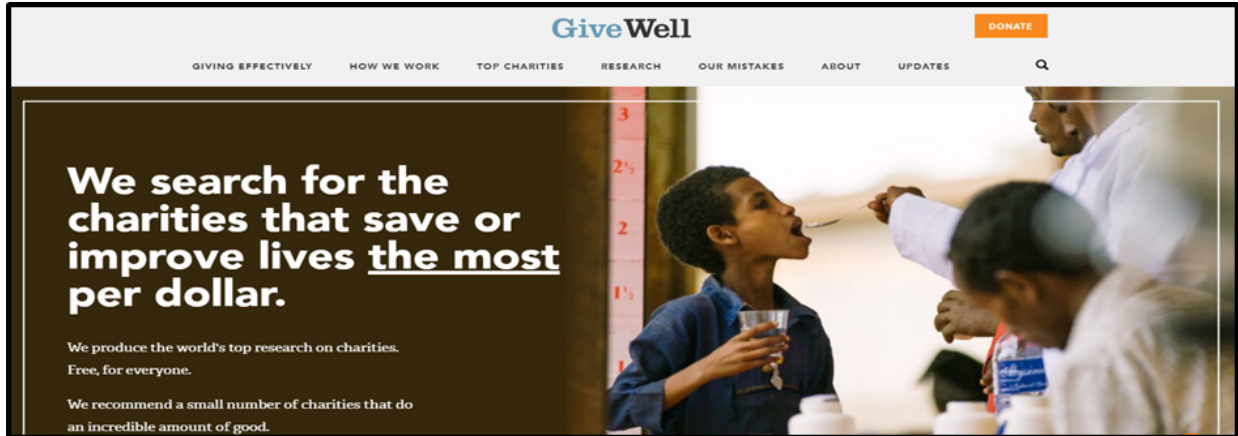 GiveWell
DONATE
GIVING EFFECTIVELY HOW WE WORK TOP CHARITIES RESEARCH OUR MISTAKES ABOUT UPDATES
We search for the
charities that save or
improve lives the most
per dollar.
We produce the world's top research on charities.
Free, for everyone.
We recommend a small number of charities that do
an incredible amount of good.
3
2½
2
1½
1